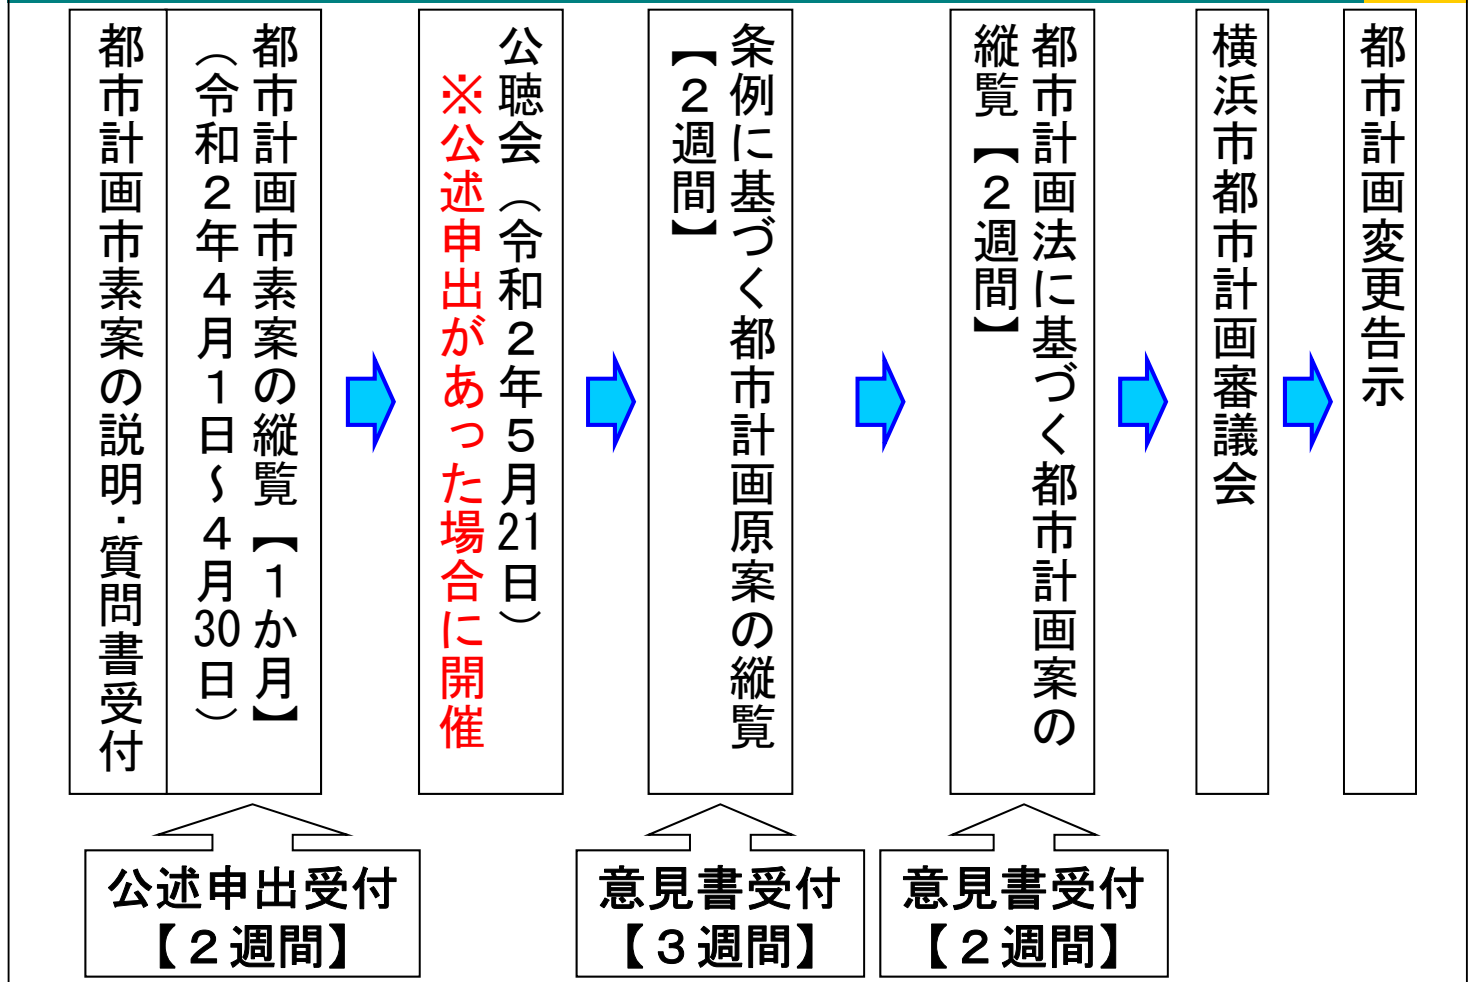 都市計画市素案の説明・質問書受付
都市計画市素案の縦覧【１か月】
（令和２年４月１日～４月30日）
公聴会（令和２年５月21日）
※公述申出があった場合に開催
条例に基づく都市計画原案の縦覧
【２週間】
都市計画法に基づく都市計画案の
縦覧【２週間】
横浜市都市計画審議会
都市計画変更告示
公述申出受付
【２週間】
意見書受付
【３週間】
意見書受付
【２週間】